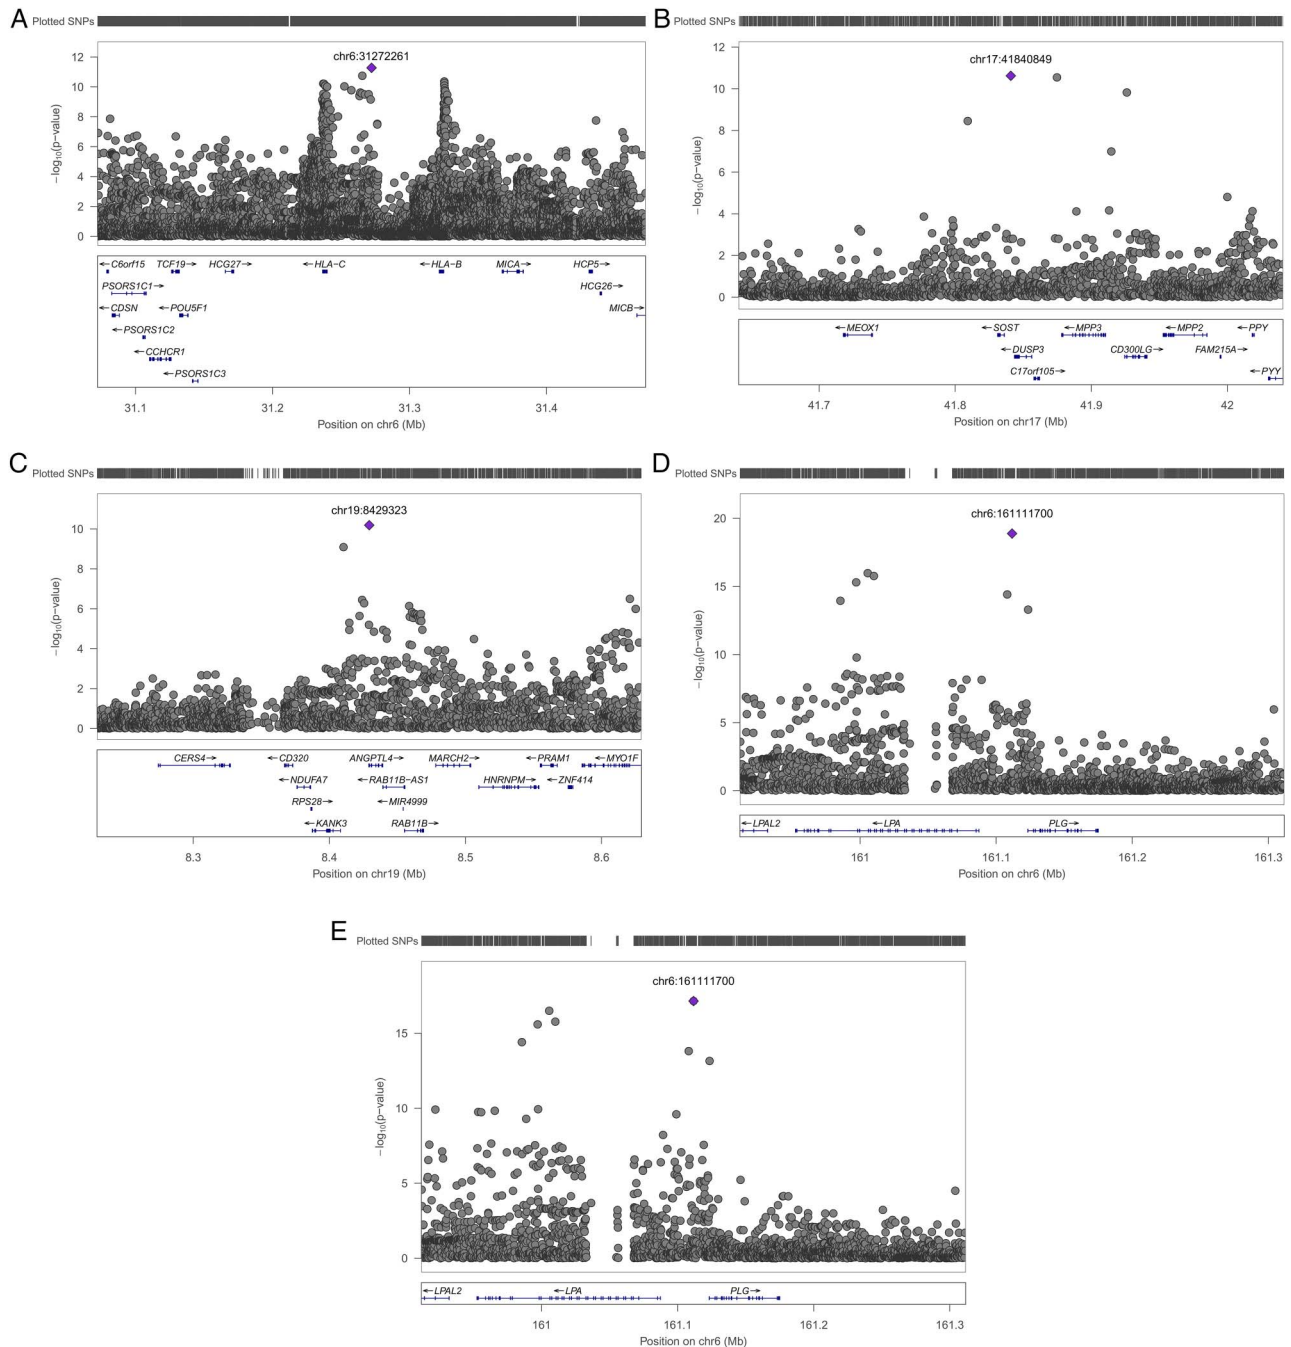 A
Plotted SNPs
chr6:31272261
12
10
8
6
4
2
0
−log10(p−value)
←C6orf15 TCF19→ HCG27→ ←HLA−C ←HLA−B MICA→ HCP5→
PSORS1C1→ HCG26→
←CDSN ←POU5F1 MICB→
←PSORS1C2
←CCHCR1
←PSORS1C3
31.1 31.2 31.3 31.4
Position on chr6 (Mb)
B
Plotted SNPs
chr17:41840849
12
10
8
6
4
2
0
−log10(p−value)
←MEOX1 ←SOST ←MPP3 ←MPP2 ←PPY
←DUSP3 CD300LG→ FAM215A→
C17orf105→ ←PYY
41.7 41.8 41.9 42
Position on chr17 (Mb)
C
Plotted SNPs
chr19:8429323
10
8
6
4
2
0
−log10(p−value)
CERS4→ ←CD320 ANGPTL4→ MARCH2→ ←PRAM1 ←MYO1F
←NDUFA7 ←RAB11B−AS1 HNRNPM→ ←ZNF414
RPS28→ ←MIR4999
←KANK3 RAB11B→
8.3 8.4 8.5 8.6
Position on chr19 (Mb)
D
Plotted SNPs
chr6:161111700
20
15
10
5
0
−log10(p−value)
←LPAL2 ←LPA PLG→
161 161.1 161.2 161.3
Position on chr6 (Mb)
E
Plotted SNPs
chr6:161111700
15
10
5
0
−log10(p−value)
←LPAL2 ←LPA PLG→
161 161.1 161.2 161.3
Position on chr6 (Mb)